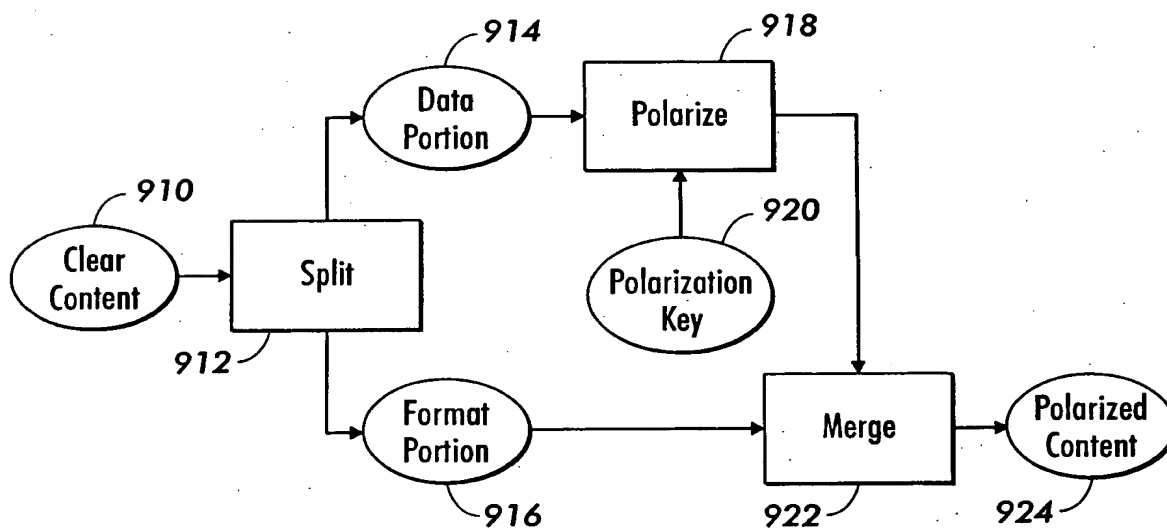 914
918
Data
Portion
Polarize
910
920
Clear
Content
Split
Polarization
Key
912
Format
Portion
Merge
Polarized
Content
916
922
924